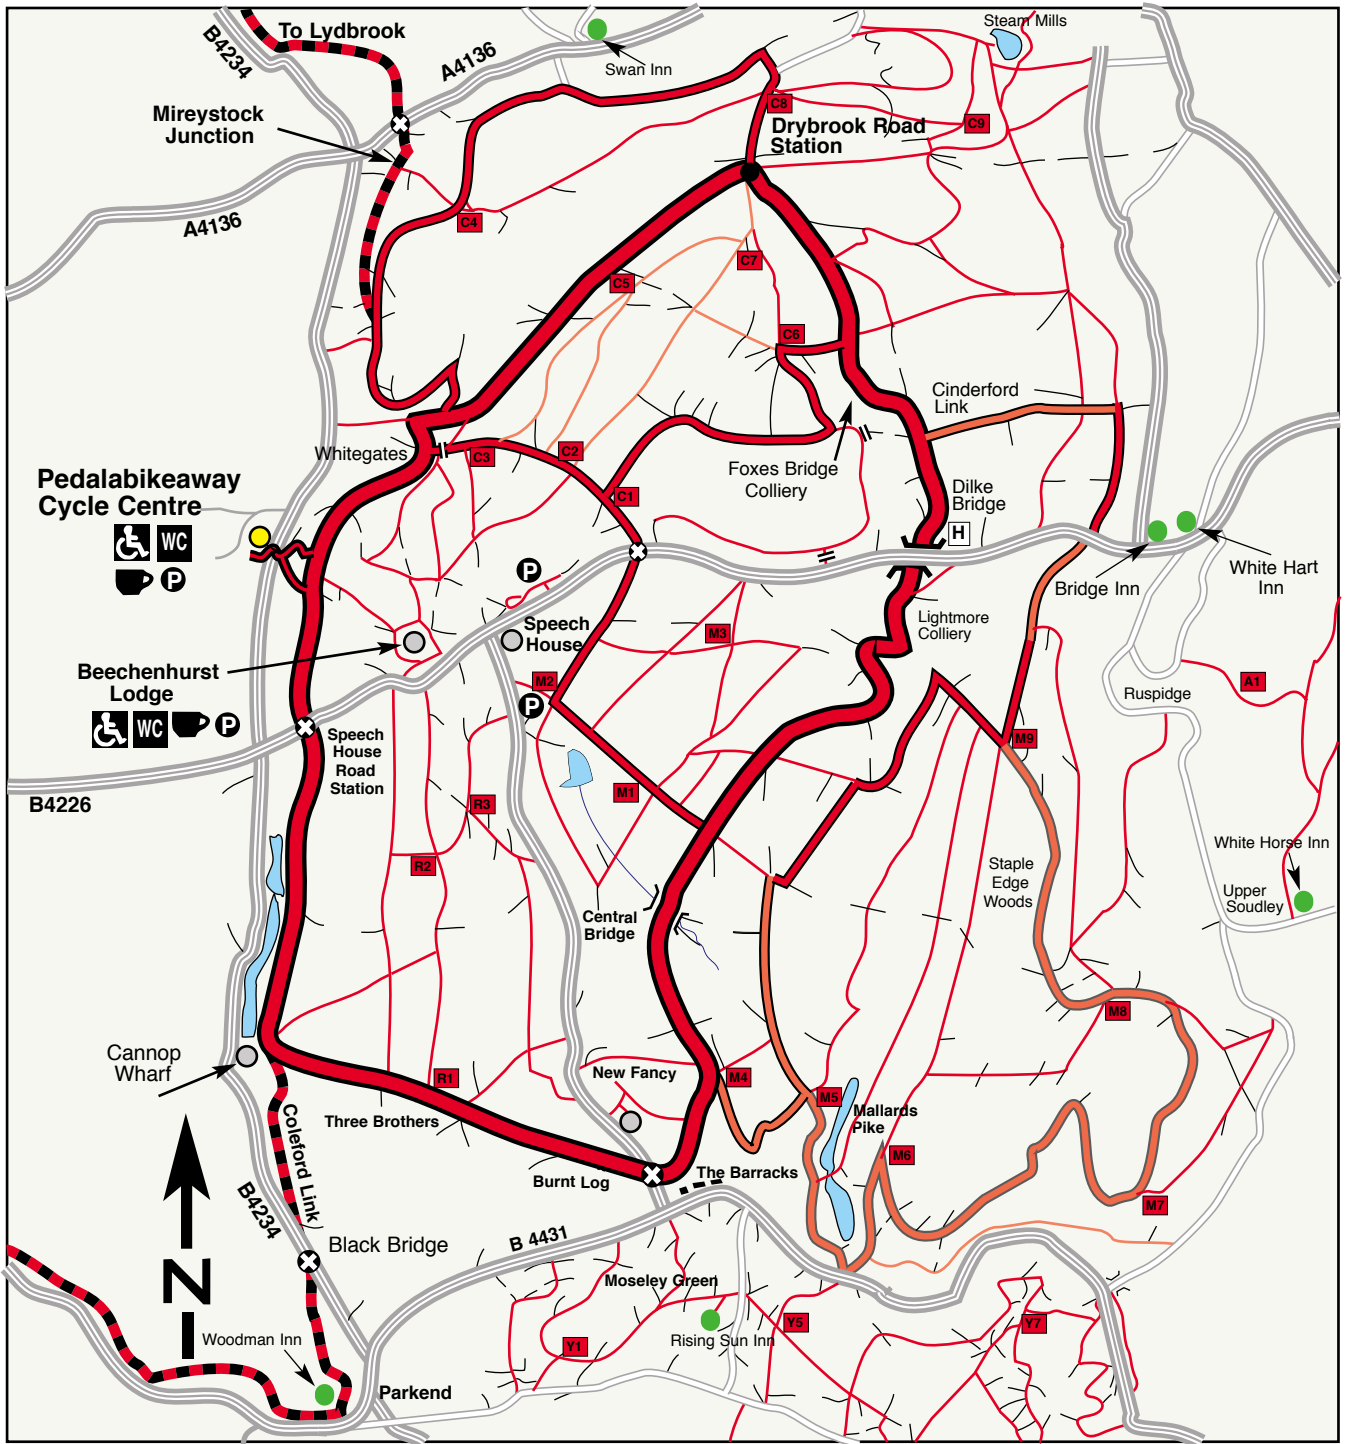 To Lydbrook
B4234
A4136
Swan Inn
Steam Mills
Mireystock
Junction
C8
C9
Drybrook Road
Station
A4136
C4
C7
C5
C6
Cinderford
Link
Whitegates
C3
C2
C1
Foxes Bridge
Colliery
Dilke
Bridge
H
Pedalabikeaway
Cycle Centre
WC
P
P
Bridge Inn
White Hart
Inn
Speech
House
Lightmore
Colliery
M3
Beechenhurst
Lodge
WC
P
M2
P
A1
Ruspidge
Speech
House
Road
Station
M9
B4226
R3
M1
R2
Staple
Edge
Woods
White Horse Inn
Upper
Soudley
Central
Bridge
M8
Cannop
Wharf
R1
New Fancy
M4
M5
Mallards
Pike
Three Brothers
Coleford Link
M6
Burnt Log
The Barracks
M7
B4234
B 4431
Black Bridge
N
Moseley Green
Woodman Inn
Rising Sun Inn
Y1
Y5
Y7
Parkend